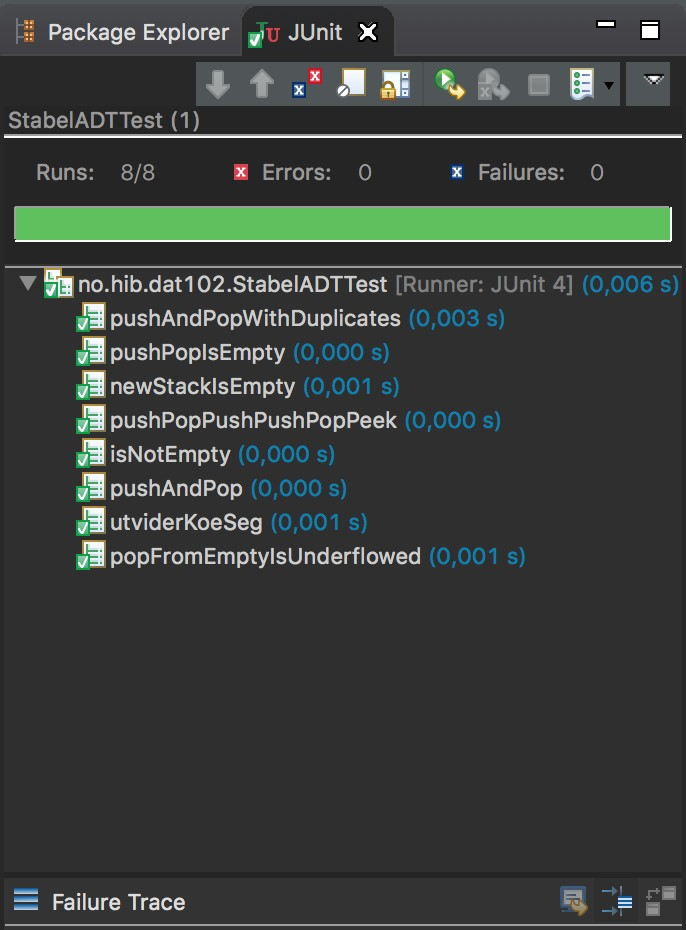 Package Explorer JUnit
StabelADTTest (1)
Runs: 8/8 Errors: 0 Failures: 0
no.hib.dat102.StabelADTTest [Runner: JUnit 4] (0,006 s)
pushAndPopWithDuplicates (0,003 s)
pushPopIsEmpty (0,000 s)
newStackIsEmpty (0,001 s)
pushPopPushPushPopPeek (0,000 s)
isNotEmpty (0,000 s)
pushAndPop (0,000 s)
utviderKoeSeg (0,001 s)
popFromEmptyIsUnderflowed (0,001 s)
Failure Trace